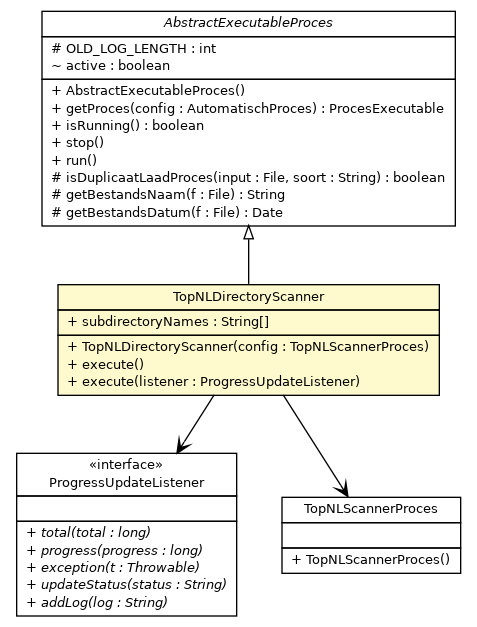 AbstractExecutableProces
# OLD_LOG_LENGTH : int
~ active : boolean
+ AbstractExecutableProces()
+ getProces(config : AutomatischProces) : ProcesExecutable
+ isRunning() : boolean
+ stop()
+ run()
# isDuplicaatLaadProces(input : File, soort : String) : boolean
# getBestandsNaam(f : File) : String
# getBestandsDatum(f : File) : Date
TopNLDirectoryScanner
+ subdirectoryNames : String[]
+ TopNLDirectoryScanner(config : TopNLScannerProces)
+ execute()
+ execute(listener : ProgressUpdateListener)
«interface»
ProgressUpdateListener
+ total(total : long)
+ progress(progress : long)
+ exception(t : Throwable)
+ updateStatus(status : String)
+ addLog(log : String)
TopNLScannerProces
+ TopNLScannerProces()